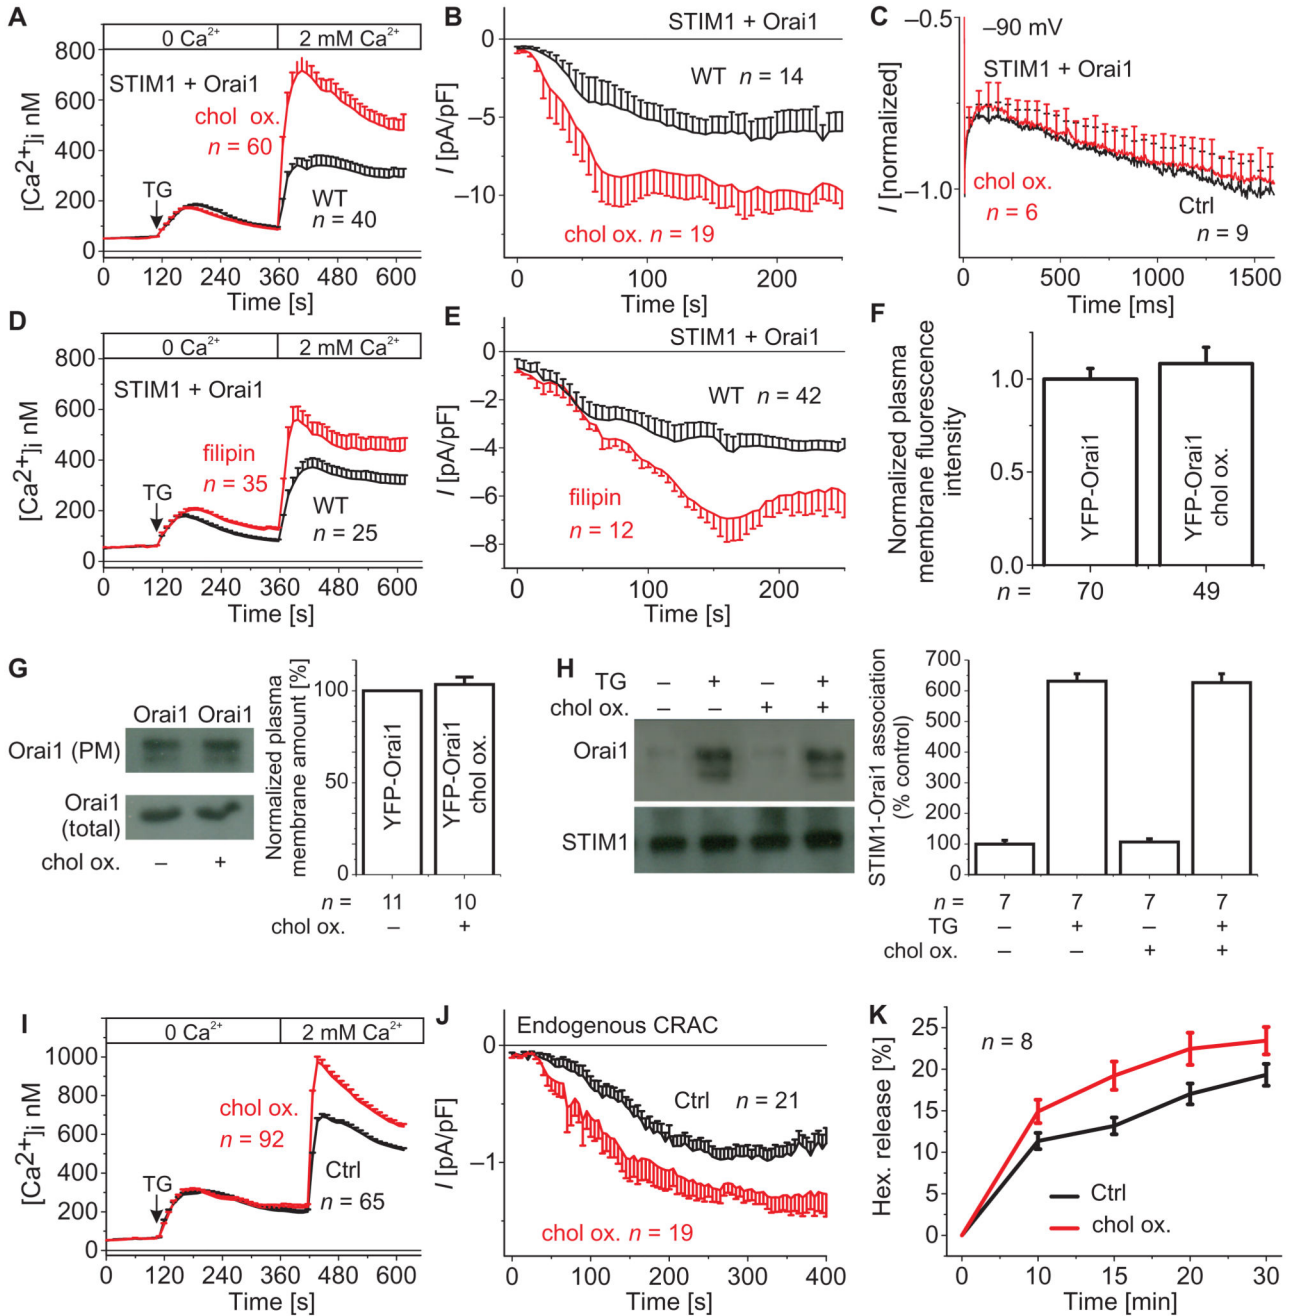 A
0 Ca²⁺
2 mM Ca²⁺
STIM1 + Orai1
chol ox.
n = 60
TG
WT
n = 40
[Ca²⁺]i nM
800
600
400
200
0
0 120 240 360 480 600
Time [s]
B
STIM1 + Orai1
WT n = 14
chol ox. n = 19
I [pA/pF]
0
–5
–10
0 100 200
Time [s]
C
–90 mV
STIM1 + Orai1
chol ox.
n = 6
Ctrl
n = 9
I [normalized]
–0.5
–1.0
0 500 1000 1500
Time [ms]
D
0 Ca²⁺
2 mM Ca²⁺
STIM1 + Orai1
filipin
n = 35
TG
WT
n = 25
[Ca²⁺]i nM
800
600
400
200
0
0 120 240 360 480 600
Time [s]
E
STIM1 + Orai1
WT n = 42
filipin
n = 12
I [pA/pF]
0
–2
–4
–6
–8
0 100 200
Time [s]
F
Normalized plasma
membrane fluorescence
intensity
1.0
0.5
0.0
YFP-Orai1
YFP-Orai1
chol ox.
n = 70 49
G
Orai1 Orai1
Orai1 (PM)
Orai1
(total)
chol ox. – +
Normalized plasma
membrane amount [%]
100
50
0
YFP-Orai1
YFP-Orai1
chol ox.
n = 11 10
chol ox. – +
H
TG – + – +
chol ox. – – + +
Orai1
STIM1
STIM1-Orai1 association
(% control)
700
600
500
400
300
200
100
0
n = 7 7 7 7
TG – + – +
chol ox. – – + +
I
0 Ca²⁺
2 mM Ca²⁺
chol ox.
n = 92
TG
Ctrl
n = 65
[Ca²⁺]i nM
1000
800
600
400
200
0
0 120 240 360 480 600
Time [s]
J
Endogenous CRAC
Ctrl n = 21
chol ox. n = 19
I [pA/pF]
0
–1
0 100 200 300 400
Time [s]
K
n = 8
Ctrl
chol ox.
Hex. release [%]
25
20
15
10
5
0
0 10 15 20 30
Time [min]